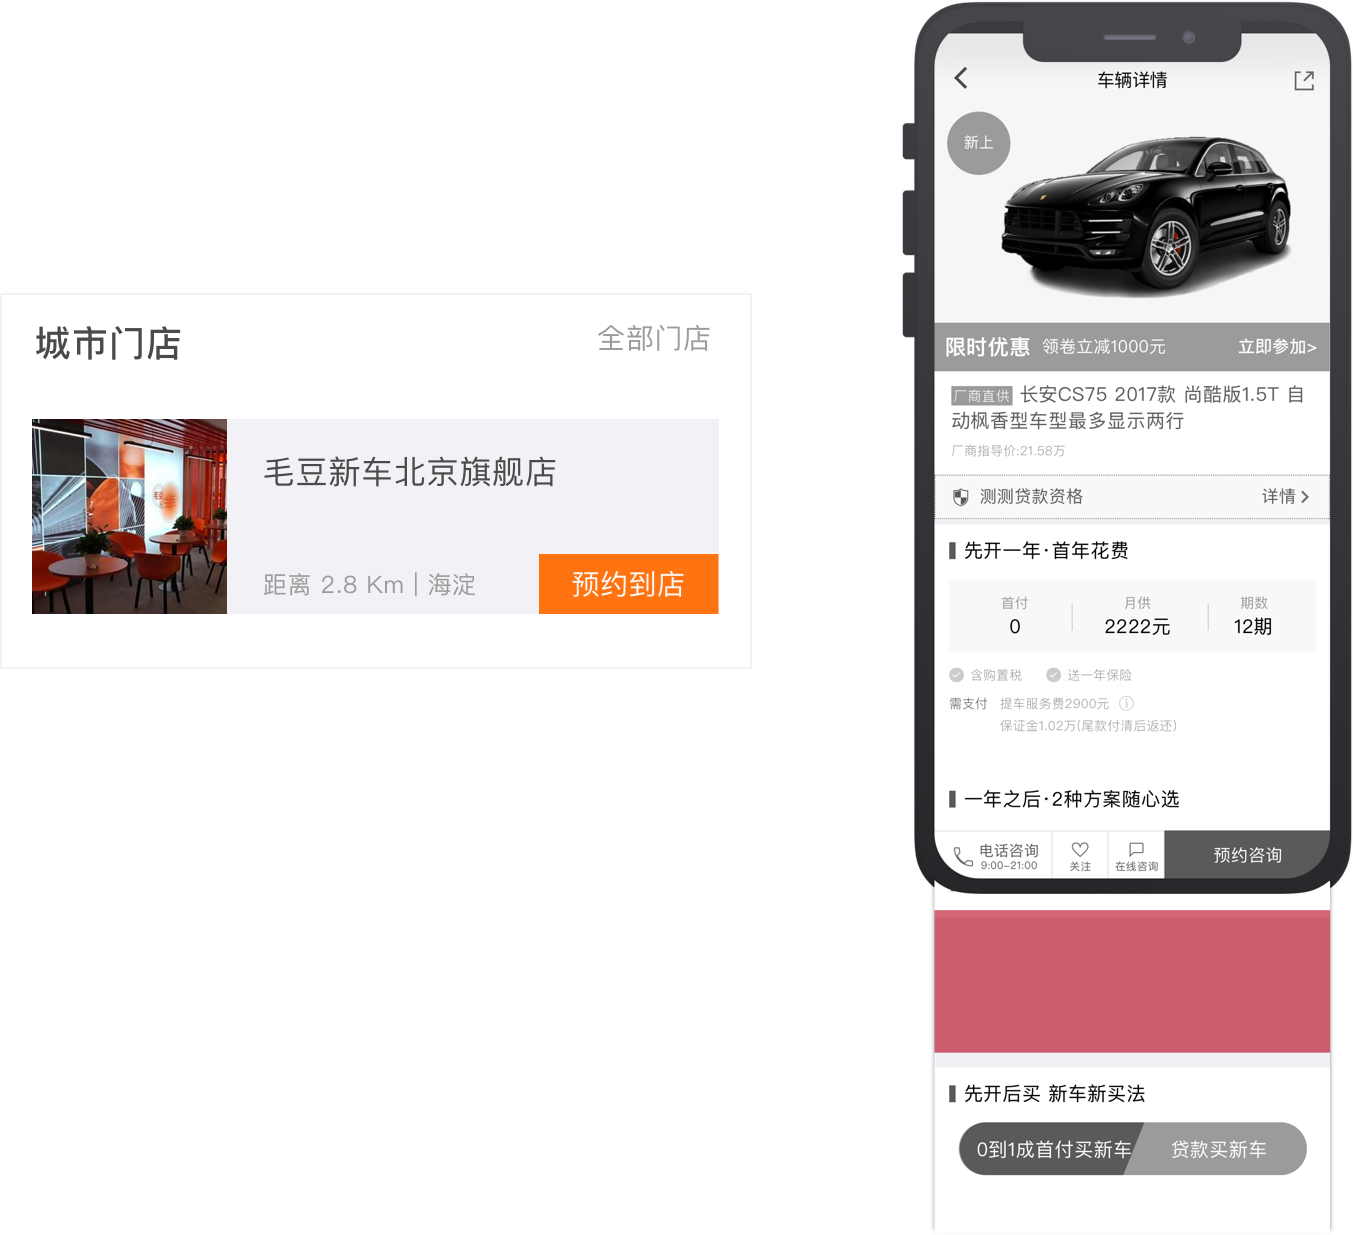 城市门店
全部门店
毛豆新车北京旗舰店
距离 2.8 Km | 海淀
预约到店
车辆详情
新上
限时优惠 领卷立减1000元 立即参加>
厂商直供 长安CS75 2017款 尚酷版1.5T 自
动枫香型车型最多显示两行
厂商指导价:21.58万
测测贷款资格 详情
先开一年·首年花费
首付 月供 期数
0 2222元 12期
含购置税 送一年保险
需支付 提车服务费2900元
保证金1.02万(尾款付清后返还)
一年之后·2种方案随心选
电话咨询
9:00-21:00
关注
在线咨询
预约咨询
先开后买 新车新买法
0到1成首付买新车 贷款买新车